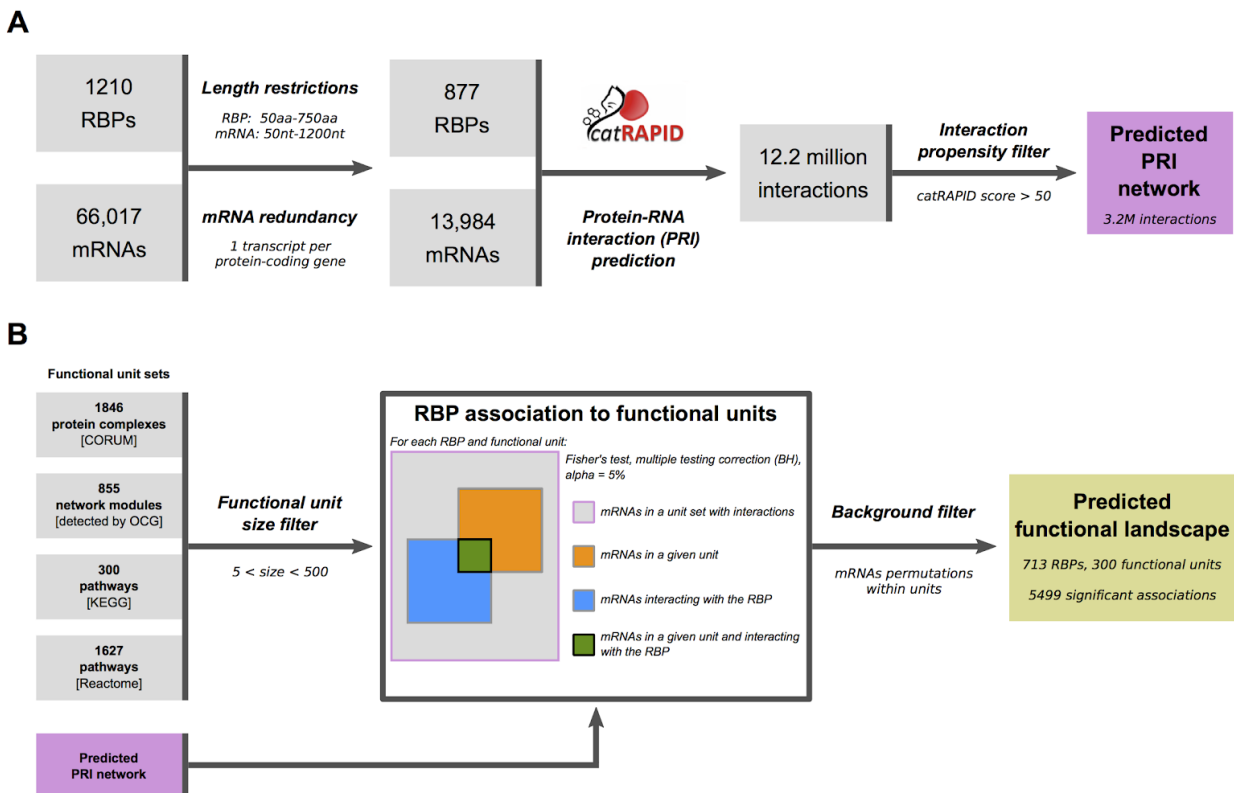 A
1210
RBPs
66,017
mRNAs
Length restrictions
RBP: 50aa-750aa
mRNA: 50nt-1200nt
mRNA redundancy
1 transcript per
protein-coding gene
877
RBPs
13,984
mRNAs
catRAPID
Protein-RNA
interaction (PRI)
prediction
12.2 million
interactions
Interaction
propensity filter
catRAPID score > 50
Predicted
PRI
network
3.2M interactions
B
Functional unit sets
1846
protein complexes
[CORUM]
855
network modules
[detected by OCG]
300
pathways
[KEGG]
1627
pathways
[Reactome]
Predicted
PRI network
Functional unit
size filter
5 < size < 500
RBP association to functional units
For each RBP and functional unit:
Fisher's test, multiple testing correction (BH),
alpha = 5%
mRNAs in a unit set with interactions
mRNAs in a given unit
mRNAs interacting with the RBP
mRNAs in a given unit and interacting
with the RBP
Background filter
mRNAs permutations
within units
Predicted
functional landscape
713 RBPs, 300 functional units
5499 significant associations